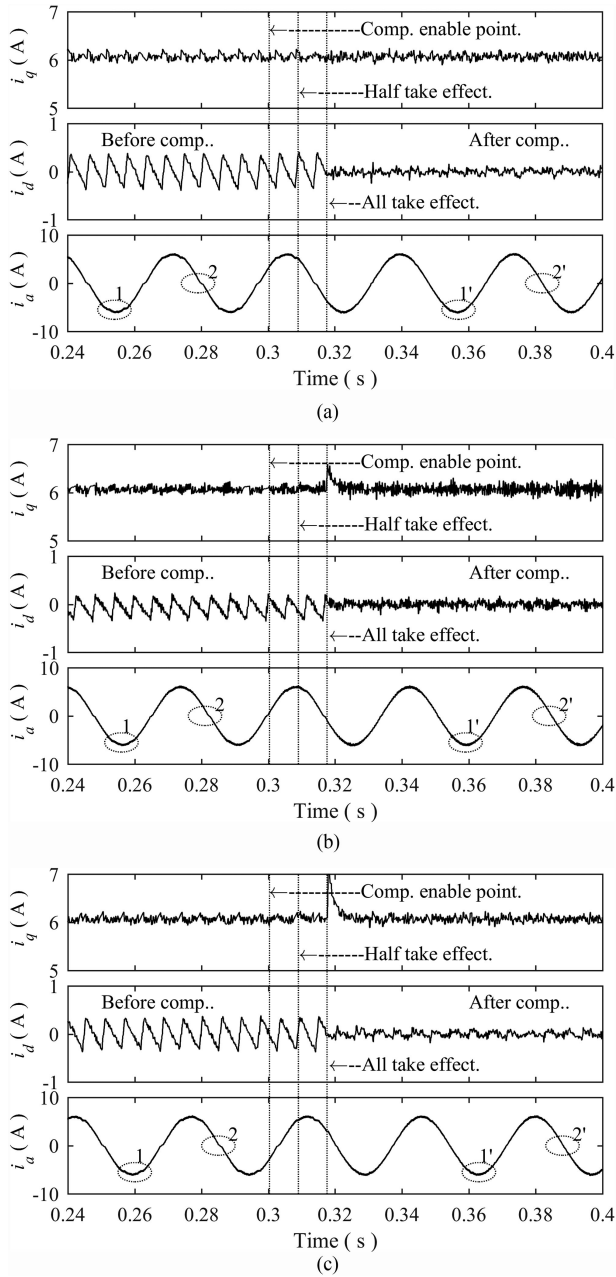 7
6
5
i_q ( A )
Comp. enable point.
Half take effect.
1
0
-1
i_d ( A )
Before comp..
After comp..
All take effect.
10
0
-10
i_a ( A )
1
2
1'
2'
0.24 0.26 0.28 0.3 0.32 0.34 0.36 0.38 0.4
Time ( s )
(a)
7
6
5
i_q ( A )
Comp. enable point.
Half take effect.
1
0
-1
i_d ( A )
Before comp..
After comp..
All take effect.
10
0
-10
i_a ( A )
1
2
1'
2'
0.24 0.26 0.28 0.3 0.32 0.34 0.36 0.38 0.4
Time ( s )
(b)
7
6
5
i_q ( A )
Comp. enable point.
Half take effect.
1
0
-1
i_d ( A )
Before comp..
After comp..
All take effect.
10
0
-10
i_a ( A )
1
2
1'
2'
0.24 0.26 0.28 0.3 0.32 0.34 0.36 0.38 0.4
Time ( s )
(c)